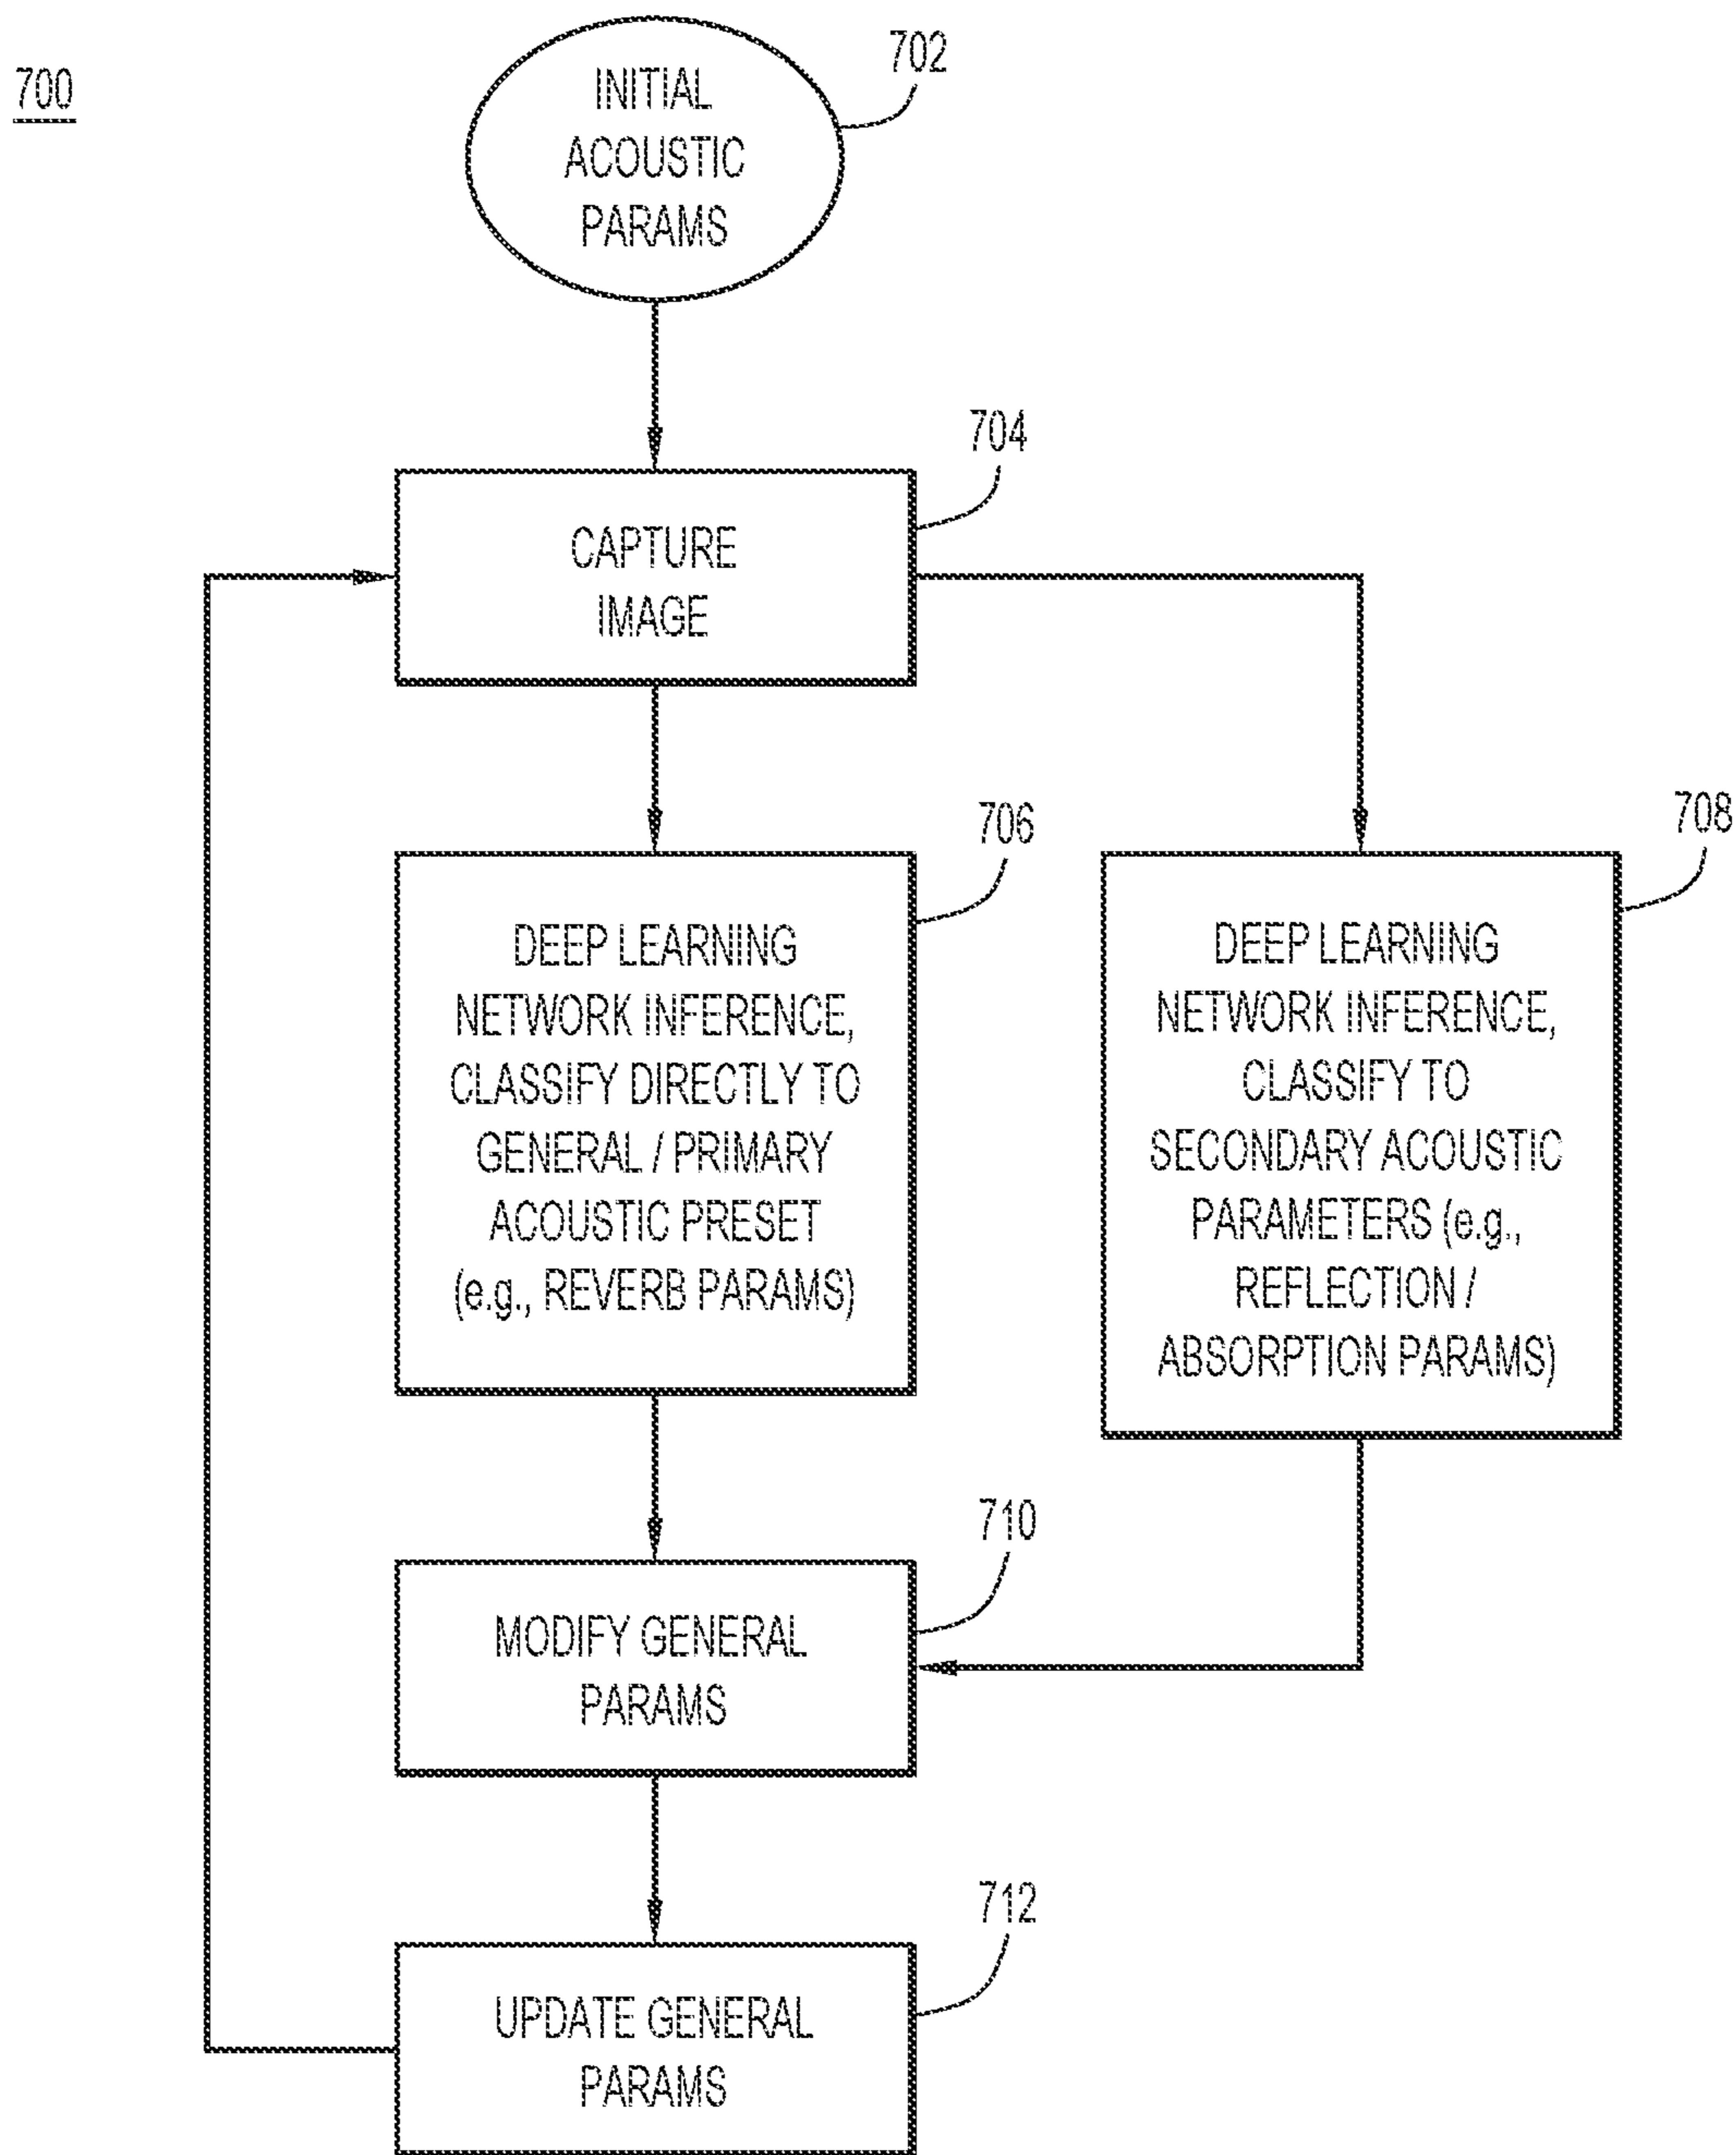 700
702
INITIAL
ACOUSTIC
PARAMS
704
CAPTURE
IMAGE
706
DEEP LEARNING
NETWORK INFERENCE,
CLASSIFY DIRECTLY TO
GENERAL / PRIMARY
ACOUSTIC PRESET
(e.g., REVERB PARAMS)
708
DEEP LEARNING
NETWORK INFERENCE,
CLASSIFY TO
SECONDARY ACOUSTIC
PARAMETERS (e.g.,
REFLECTION /
ABSORPTION PARAMS)
710
MODIFY GENERAL
PARAMS
712
UPDATE GENERAL
PARAMS